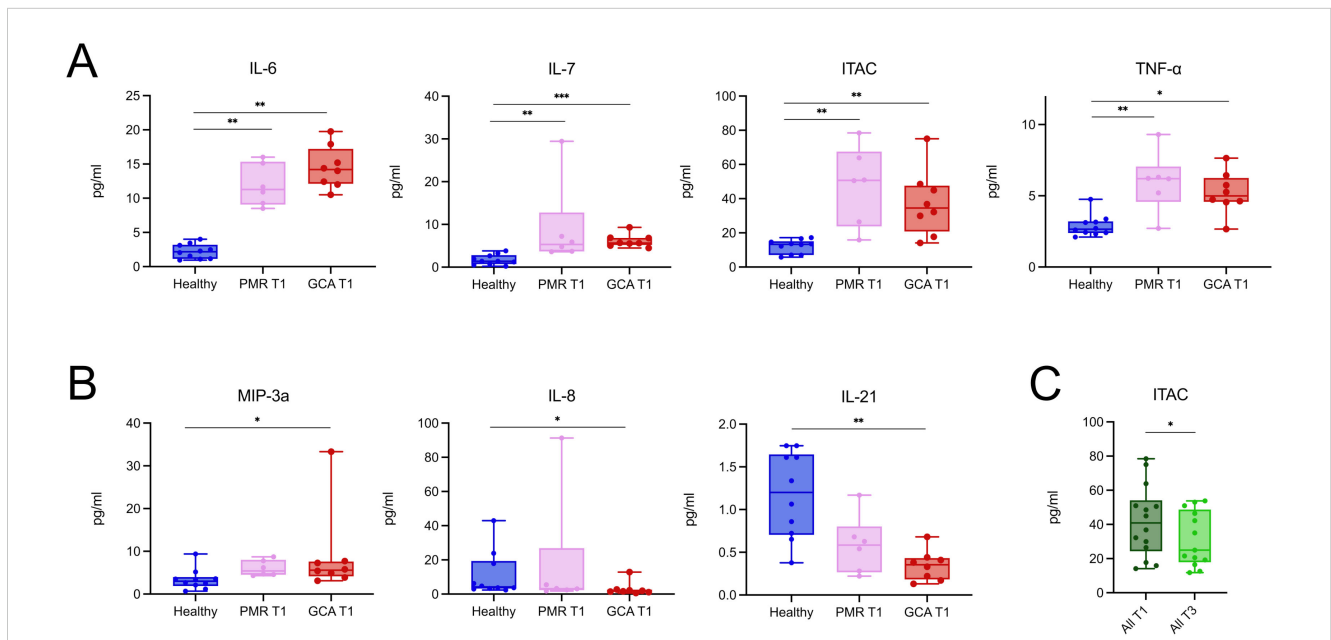 A
IL-6
pg/ml
25
20
15
10
5
0
**
**
Healthy PMR T1 GCA T1
IL-7
pg/ml
40
30
20
10
0
***
**
Healthy PMR T1 GCA T1
ITAC
pg/ml
100
80
60
40
20
0
**
**
Healthy PMR T1 GCA T1
TNF-α
pg/ml
10
5
0
*
**
Healthy PMR T1 GCA T1
B
MIP-3a
pg/ml
40
30
20
10
0
*
Healthy PMR T1 GCA T1
IL-8
pg/ml
100
80
60
40
20
0
*
Healthy PMR T1 GCA T1
IL-21
pg/ml
2.0
1.5
1.0
0.5
0.0
**
Healthy PMR T1 GCA T1
C
ITAC
pg/ml
100
80
60
40
20
0
*
All T1
All T3